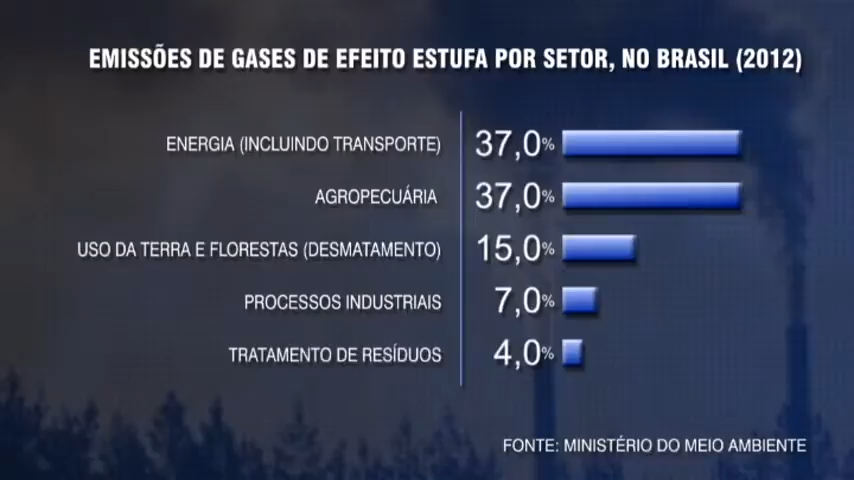 EMISSÕES DE GASES DE EFEITO ESTUFA POR SETOR, NO BRASIL (2012)
ENERGIA (INCLUINDO TRANSPORTE) 37,0%
AGROPECUÁRIA 37,0%
USO DA TERRA E FLORESTAS (DESMATAMENTO) 15,0%
PROCESSOS INDUSTRIAIS 7,0%
TRATAMENTO DE RESÍDUOS 4,0%
FONTE: MINISTÉRIO DO MEIO AMBIENTE